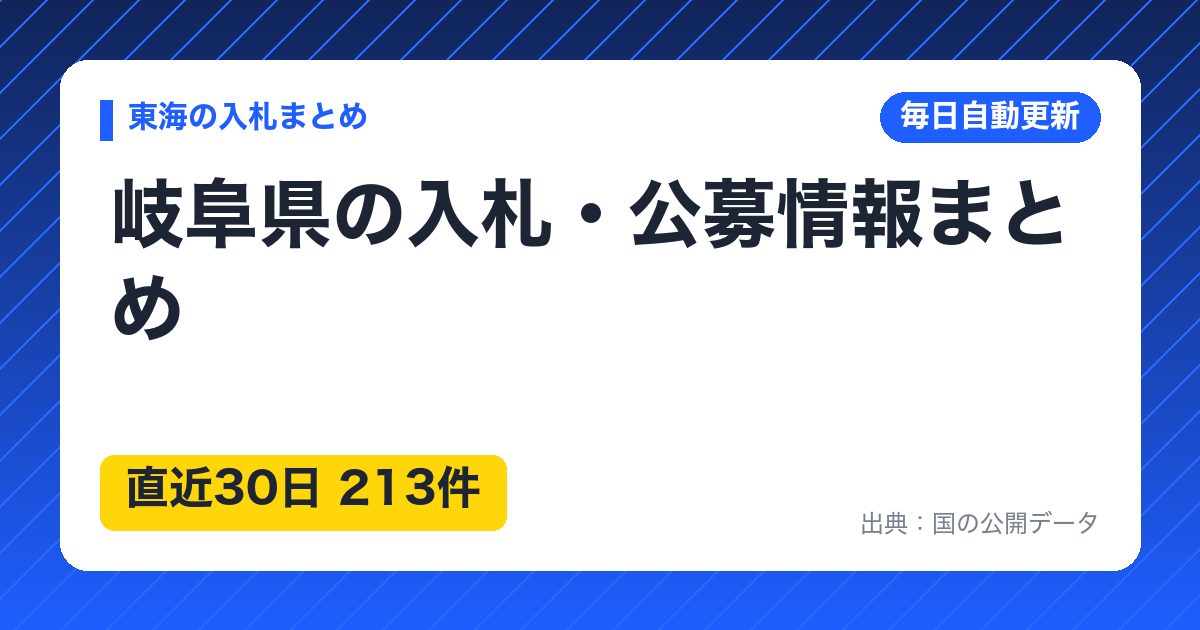 東海の入札まとめ
毎日自動更新
岐阜県の入札・公募情報まと
め
直近30日 213件
出典：国の公開データ